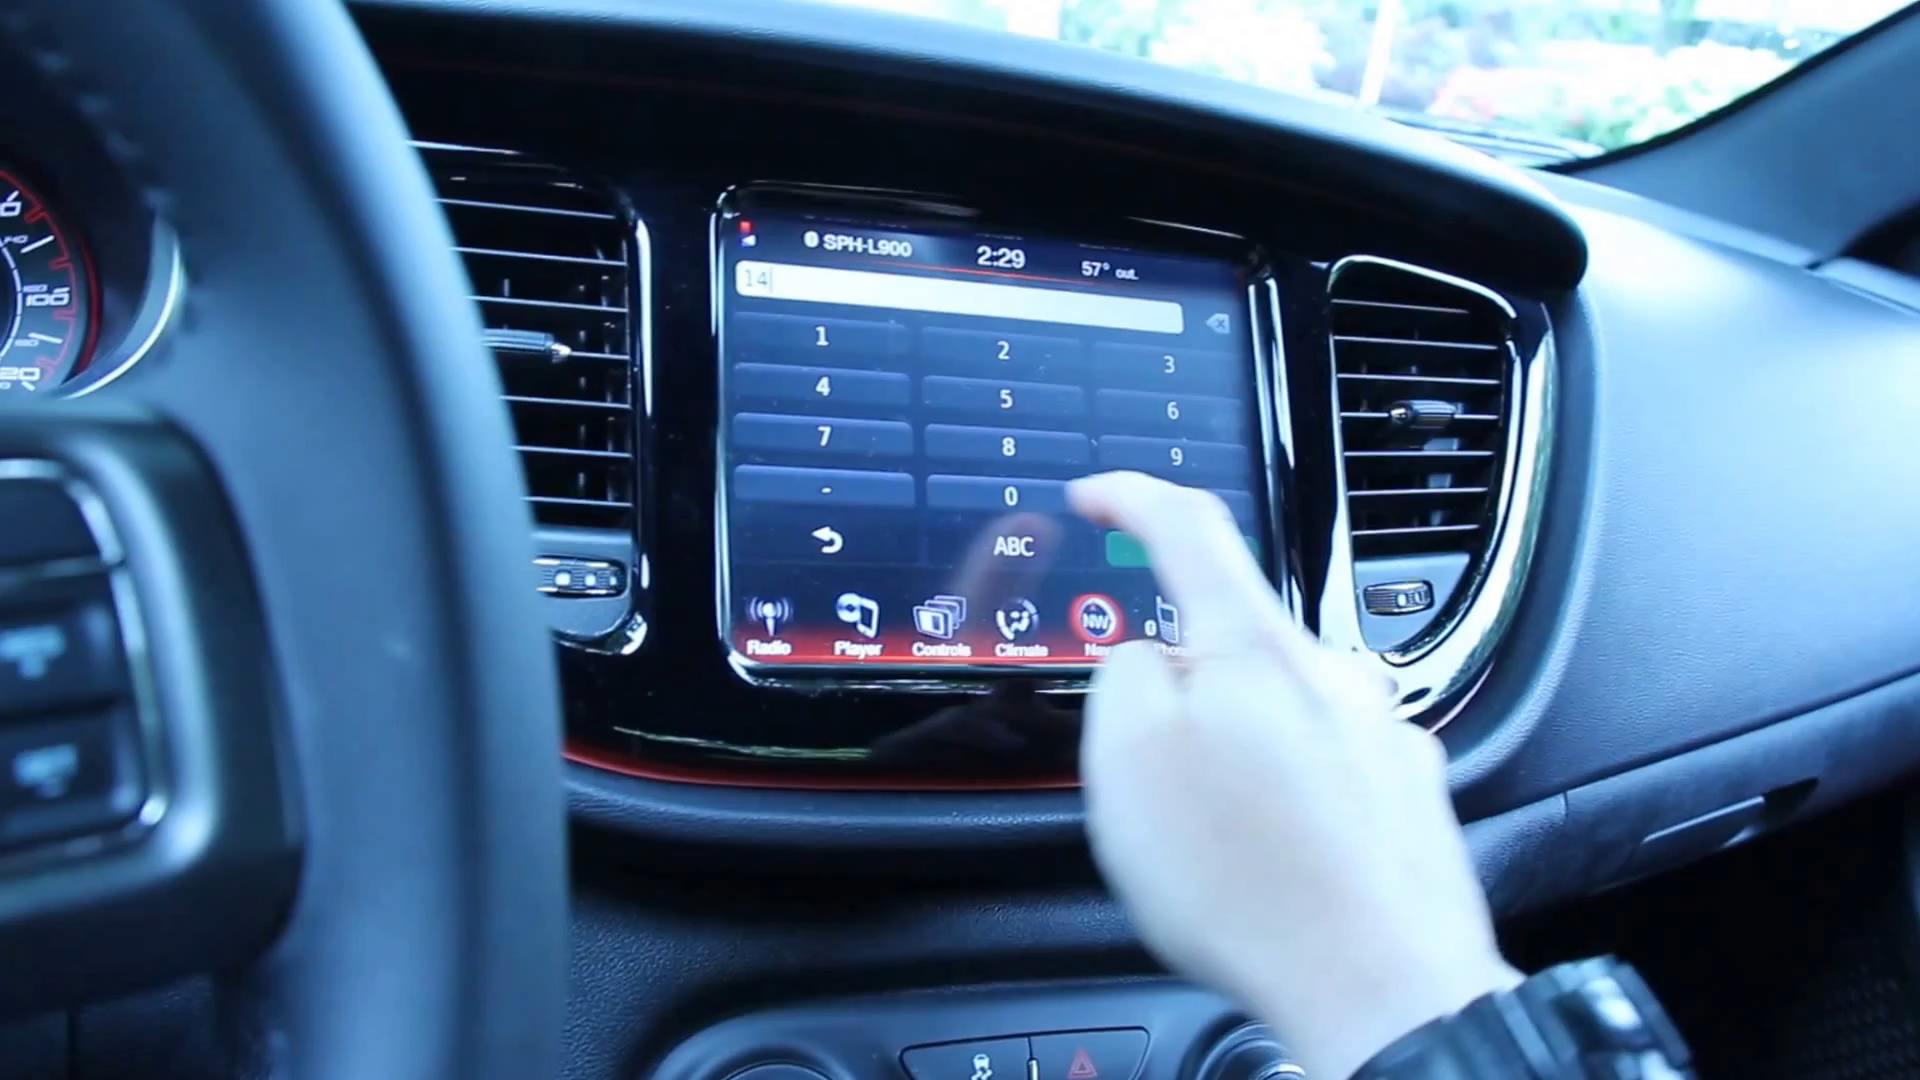 SPH-L900 2:29 57° out.
14
1 2 3
4 5 6
7 8 9
- 0
ABC
NW
Radio Player Controls Climate
100